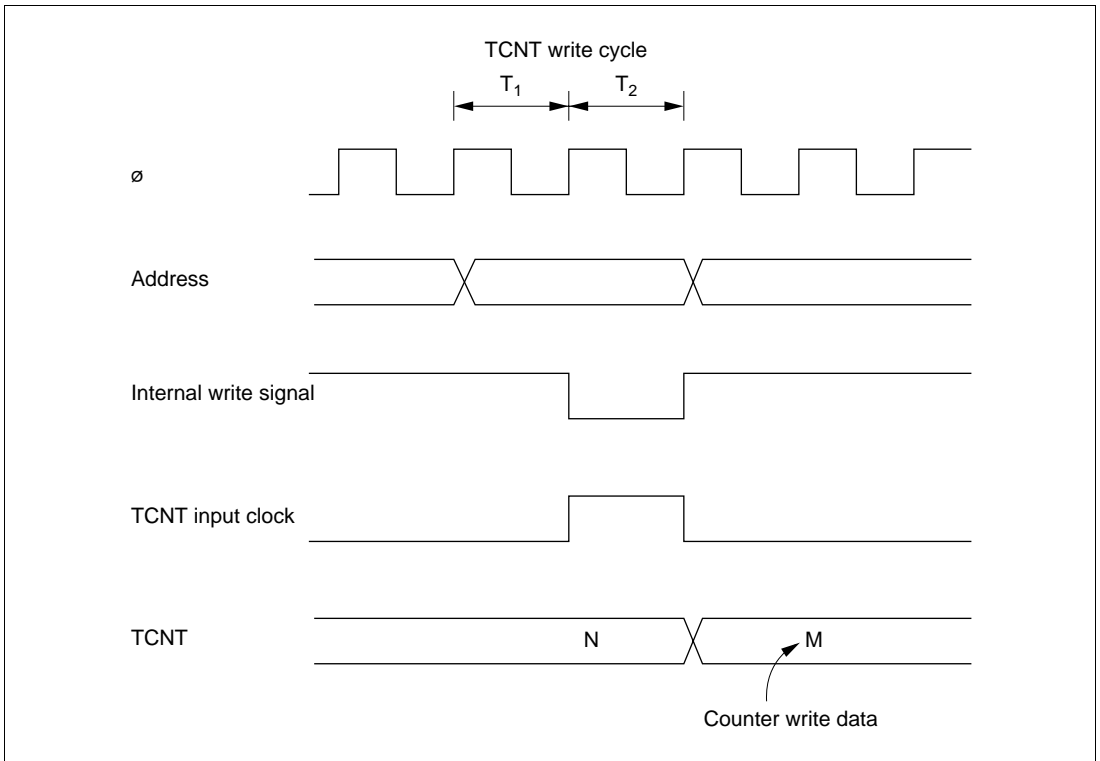 TCNT write cycle
T1 T2
ø
Address
Internal write signal
TCNT input clock
TCNT N M
Counter write data